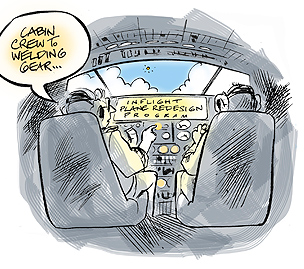 CABIN
CREW TO
WELDING
GEAR...
INFLIGHT
PLANE REDESIGN
PROGRAM